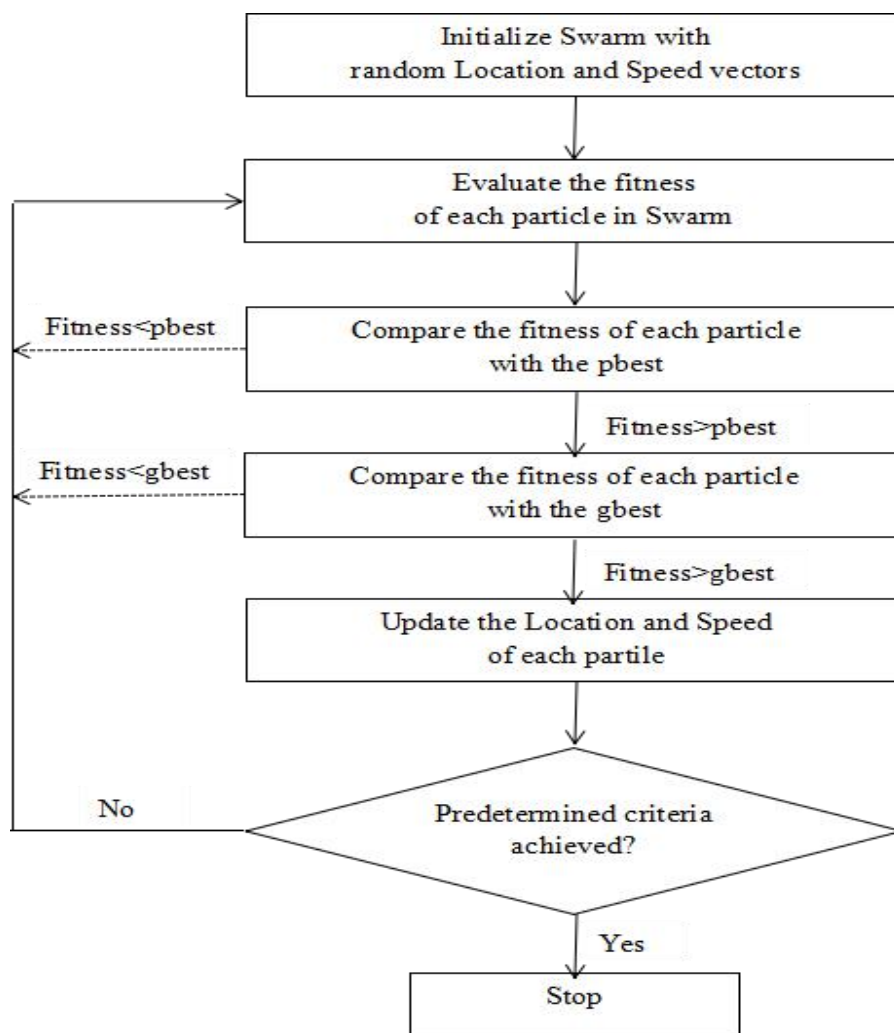 Initialize Swarm with
random Location and Speed vectors
Evaluate the fitness
of each particle in Swarm
Fitness<pbest
Compare the fitness of each particle
with the pbest
Fitness>pbest
Fitness<gbest
Compare the fitness of each particle
with the gbest
Fitness>gbest
Update the Location and Speed
of each partile
No
Predetermined criteria
achieved?
Yes
Stop